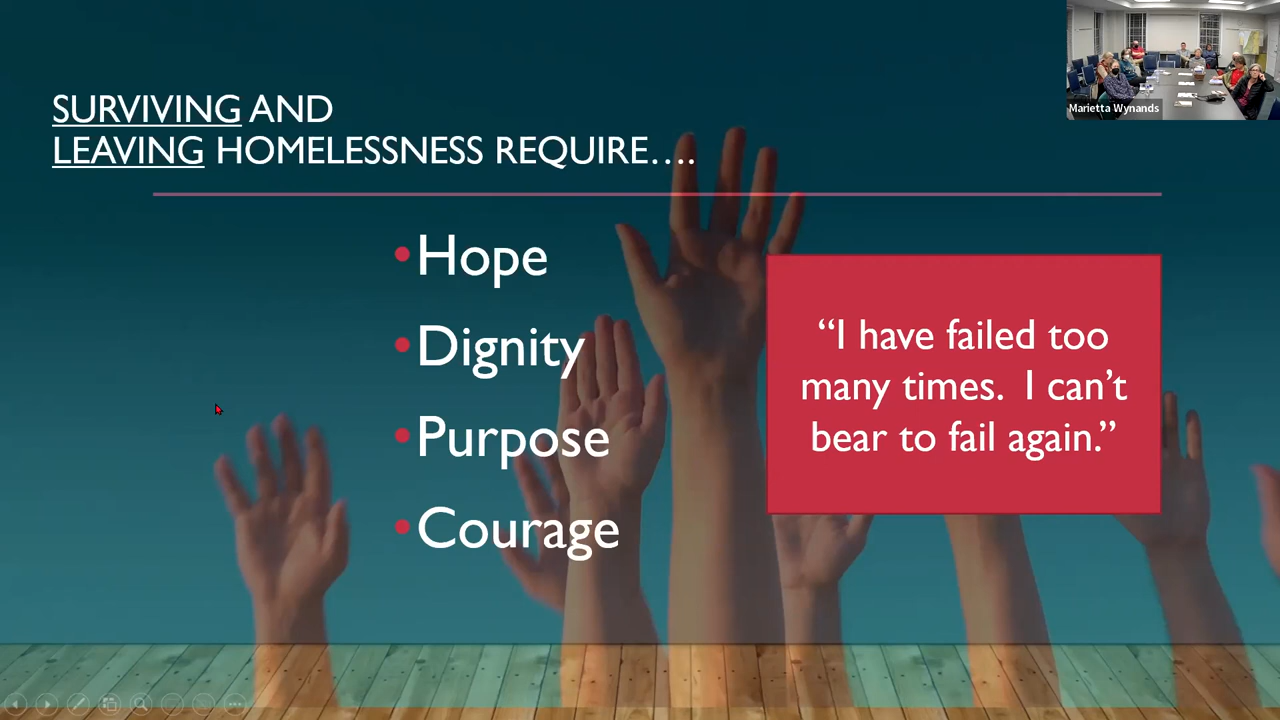 SURVIVING AND
LEAVING HOMELESSNESS REQUIRE....
•Hope
•Dignity
•Purpose
•Courage
“I have failed too
many times.  I can’t
bear to fail again.”
Marietta Wynands